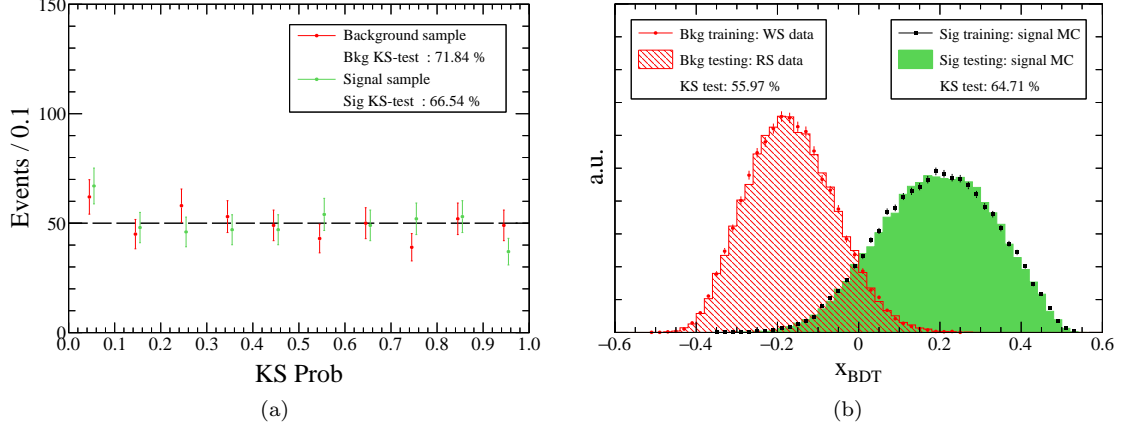 (a)
150
100
50
0
Events / 0.1
Background sample
Bkg KS-test : 71.84 %
Signal sample
Sig KS-test : 66.54 %
0.0 0.1 0.2 0.3 0.4 0.5 0.6 0.7 0.8 0.9 1.0
KS Prob
(a)
(b)
a.u.
Bkg training: WS data
Bkg testing: RS data
KS test: 55.97 %
Sig training: signal MC
Sig testing: signal MC
KS test: 64.71 %
−0.6 −0.4 −0.2 0 0.2 0.4 0.6
xBDT
(b)